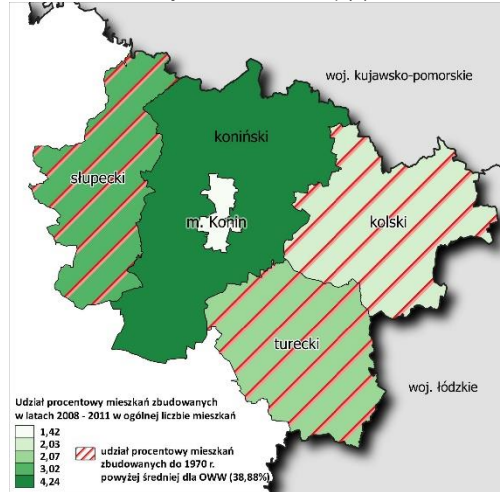 woj. kujawsko-pomorskie
koniński
słupecki
m. Konin
kolski
turecki
woj. łódzkie
Udział procentowy mieszkań zbudowanych
w latach 2008 - 2011 w ogólnej liczbie mieszkań
1,42
2,03
2,07
3,02
4,24
udział procentowy mieszkań
zbudowanych do 1970 r.
powyżej średniej dla OWW (38,88%)